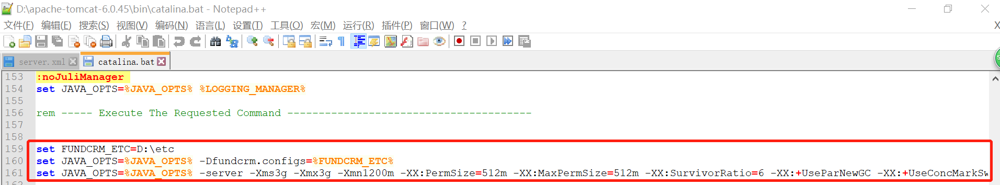 D:\apache-tomcat-6.0.45\bin\catalina.bat - Notepad++
文件(F) 编辑(E) 搜索(S) 视图(V) 编码(N) 语言(L) 设置(T) 工具(O) 宏(M) 运行(R) 插件(P) 窗口(W) ? X
server.xml catalina.bat
153 :noJuliManager
154 set JAVA_OPTS=%JAVA_OPTS% %LOGGING_MANAGER%
155
156 rem ----- Execute The Requested Command ---------------------------------------
157
158
159 set FUNDCRM_ETC=D:\etc
160 set JAVA_OPTS=%JAVA_OPTS% -Dfundcrm.configs=%FUNDCRM_ETC%
161 set JAVA_OPTS=%JAVA_OPTS% -server -Xms3g -Xmx3g -Xmn1200m -XX:PermSize=512m -XX:MaxPermSize=512m -XX:SurvivorRatio=6 -XX:+UseParNewGC -XX:+UseConcMarkSw
162